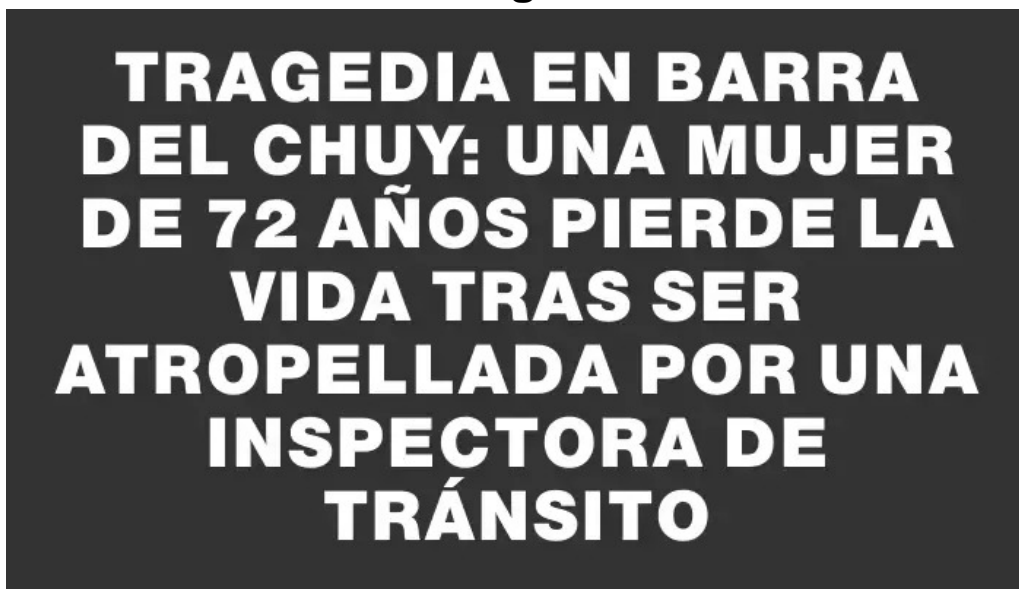 TRAGEDIA EN BARRA
DEL CHUY: UNA MUJER
DE 72 AÑOS PIERDE LA
VIDA TRAS SER
ATROPELLADA POR UNA
INSPECTORA DE
TRÁNSITO